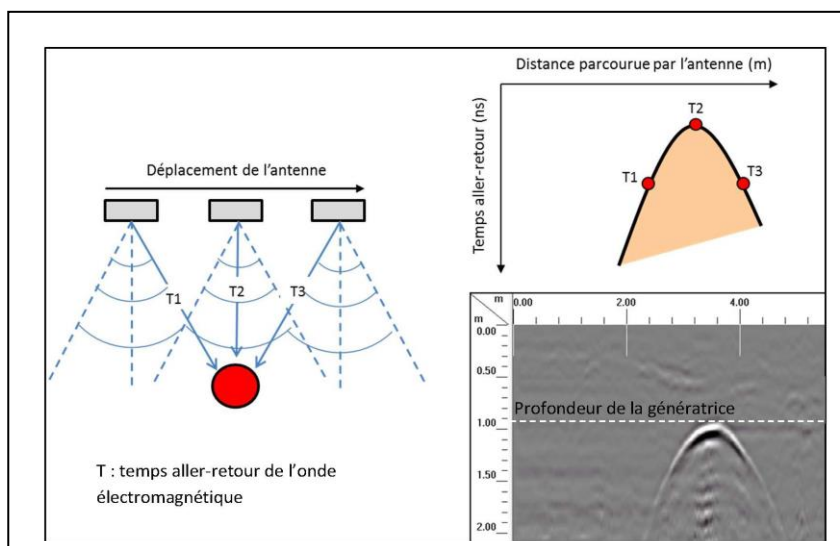 Déplacement de l'antenne
T1
T2
T3
T : temps aller-retour de l'onde
électromagnétique
Distance parcourue par l'antenne (m)
Temps aller-retour (ns)
T2
T1
T3
m
m
0.00
2.00
4.00
0.00
0.50
Profondeur de la génératrice
1.00
1.50
2.00